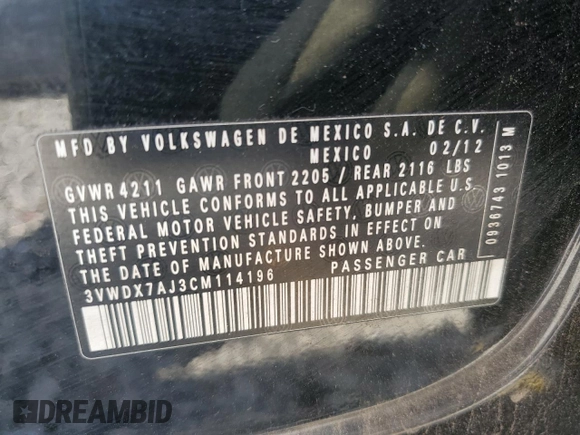 MFD BY VOLKSWAGEN DE MEXICO S.A. DE C.V.
MEXICO 02/12
GVWR 4211 GAWR FRONT 2205 / REAR 2116 LBS
THIS VEHICLE CONFORMS TO ALL APPLICABLE U.S.
FEDERAL MOTOR VEHICLE SAFETY, BUMPER AND
THEFT PREVENTION STANDARDS IN EFFECT ON
THE DATE OF MANUFACTURE SHOWN ABOVE.
3VWDX7AJ3CM114196 PASSENGER CAR
0936743 1013 M
DREAMBID